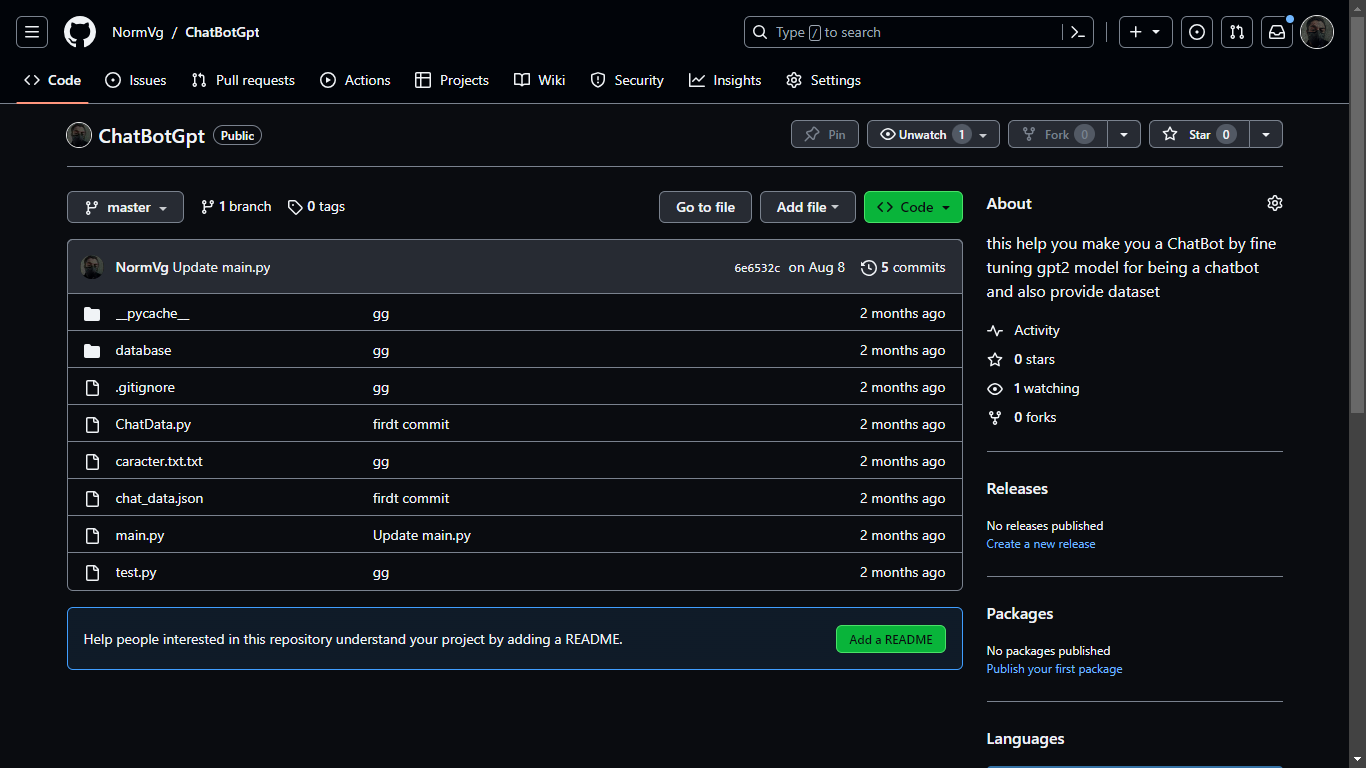 NormVg / ChatBotGpt
Type / to search
Code Issues Pull requests Actions Projects Wiki Security Insights Settings
ChatBotGpt Public
Pin Unwatch 1 Fork 0 Star 0
master 1 branch 0 tags Go to file Add file Code
NormVg Update main.py 6e6532c on Aug 8 5 commits
__pycache__ gg 2 months ago
database gg 2 months ago
.gitignore gg 2 months ago
ChatData.py firdt commit 2 months ago
caracter.txt.txt gg 2 months ago
chat_data.json firdt commit 2 months ago
main.py Update main.py 2 months ago
test.py gg 2 months ago
Help people interested in this repository understand your project by adding a README. Add a README
About
this help you make you a ChatBot by fine
tuning gpt2 model for being a chatbot
and also provide dataset
Activity
0 stars
1 watching
0 forks
Releases
No releases published
Create a new release
Packages
No packages published
Publish your first package
Languages